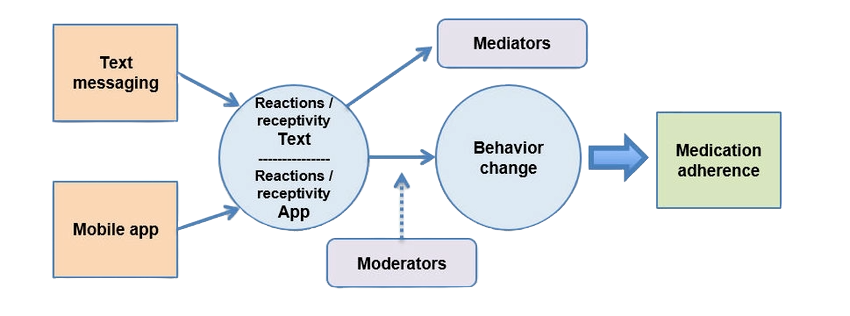 Text
messaging
Mobile app
Reactions /
receptivity
Text
---------------
Reactions /
receptivity
App
Mediators
Moderators
Behavior
change
Medication
adherence